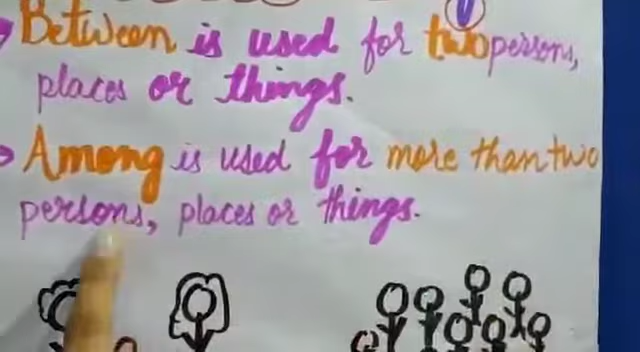 Between is used for two persons,
places or things.
Among is used for more than two
persons, places or things.